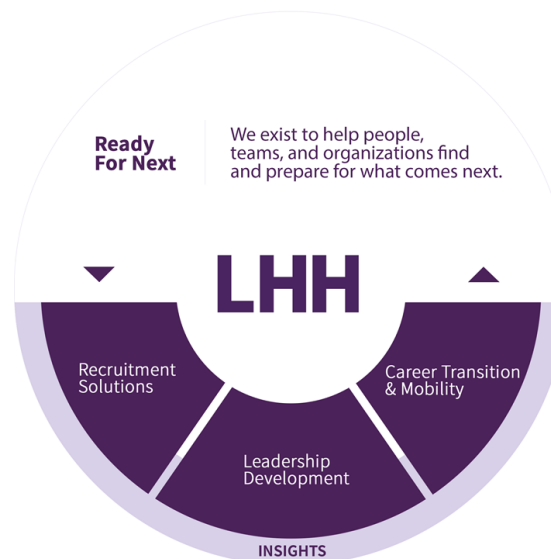 Ready
For Next
We exist to help people,
teams, and organizations find
and prepare for what comes next.
LHH
Recruitment
Solutions
Leadership
Development
Career Transition
& Mobility
INSIGHTS